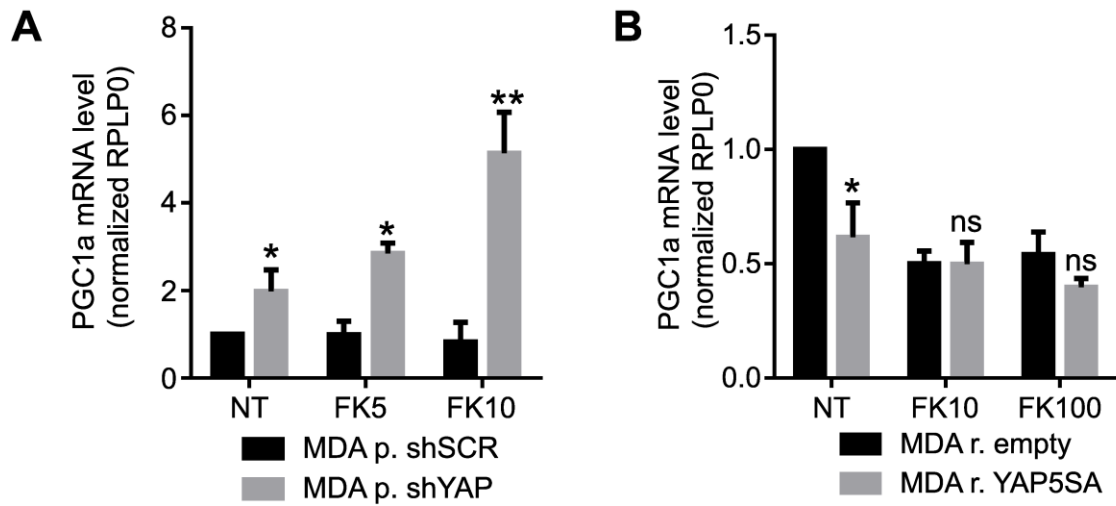 A
PGC1a mRNA level
(normalized RPLP0)
8
6
4
2
0
*
*
**
NT FK5 FK10
MDA p. shSCR
MDA p. shYAP
B
PGC1a mRNA level
(normalized RPLP0)
1.5
1.0
0.5
0.0
*
ns
ns
NT FK10 FK100
MDA r. empty
MDA r. YAP5SA